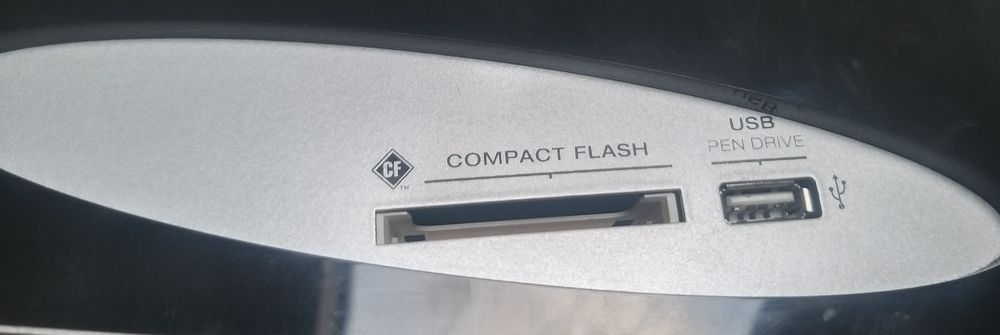 CF
TM
COMPACT FLASH
USB
PEN DRIVE